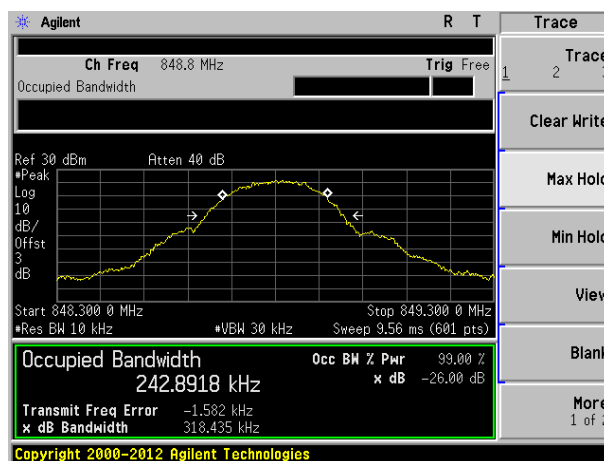 Agilent R T Trace
Ch Freq 848.8 MHz Trig Free
Occupied Bandwidth
Trace
1 2
Clear Write
Max Hold
Min Hold
View
Blank
More
1 of 2
Ref 30 dBm Atten 40 dB
#Peak
Log
10
dB/
Offst
3
dB
Start 848.300 0 MHz Stop 849.300 0 MHz
#Res BW 10 kHz #VBW 30 kHz Sweep 9.56 ms (601 pts)
Occupied Bandwidth Occ BW % Pwr 99.00 %
242.8918 kHz x dB -26.00 dB
Transmit Freq Error -1.582 kHz
x dB Bandwidth 318.435 kHz
Copyright 2000-2012 Agilent Technologies